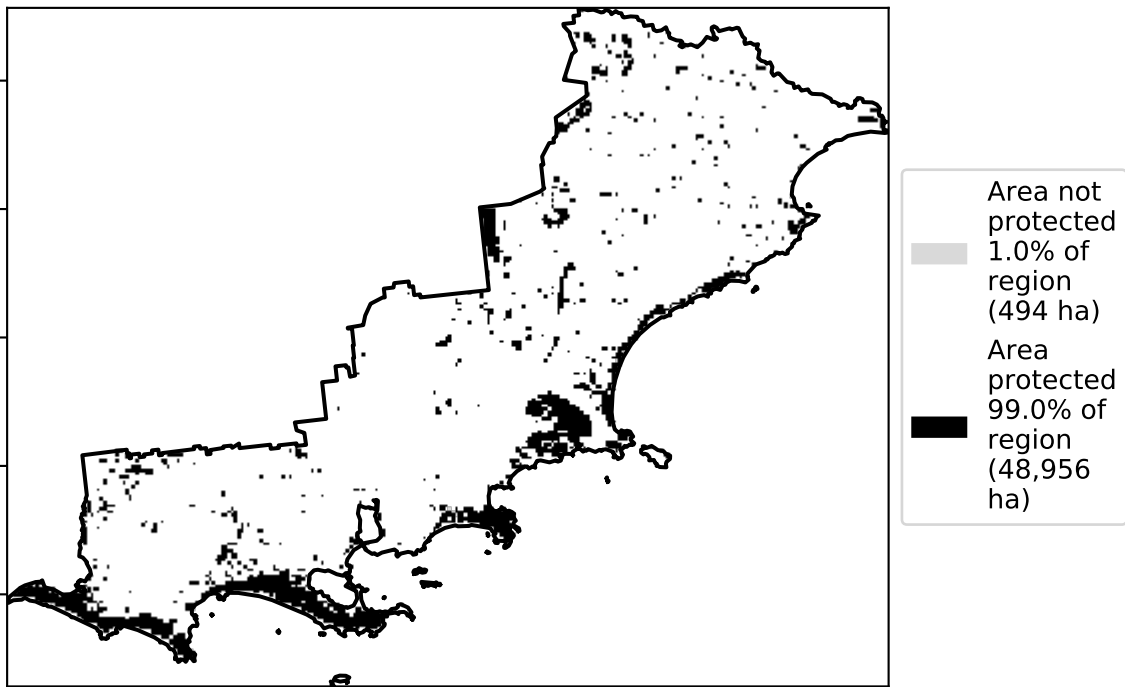 Area not
protected
1.0% of
region
(494 ha)
Area
protected
99.0% of
region
(48,956
ha)